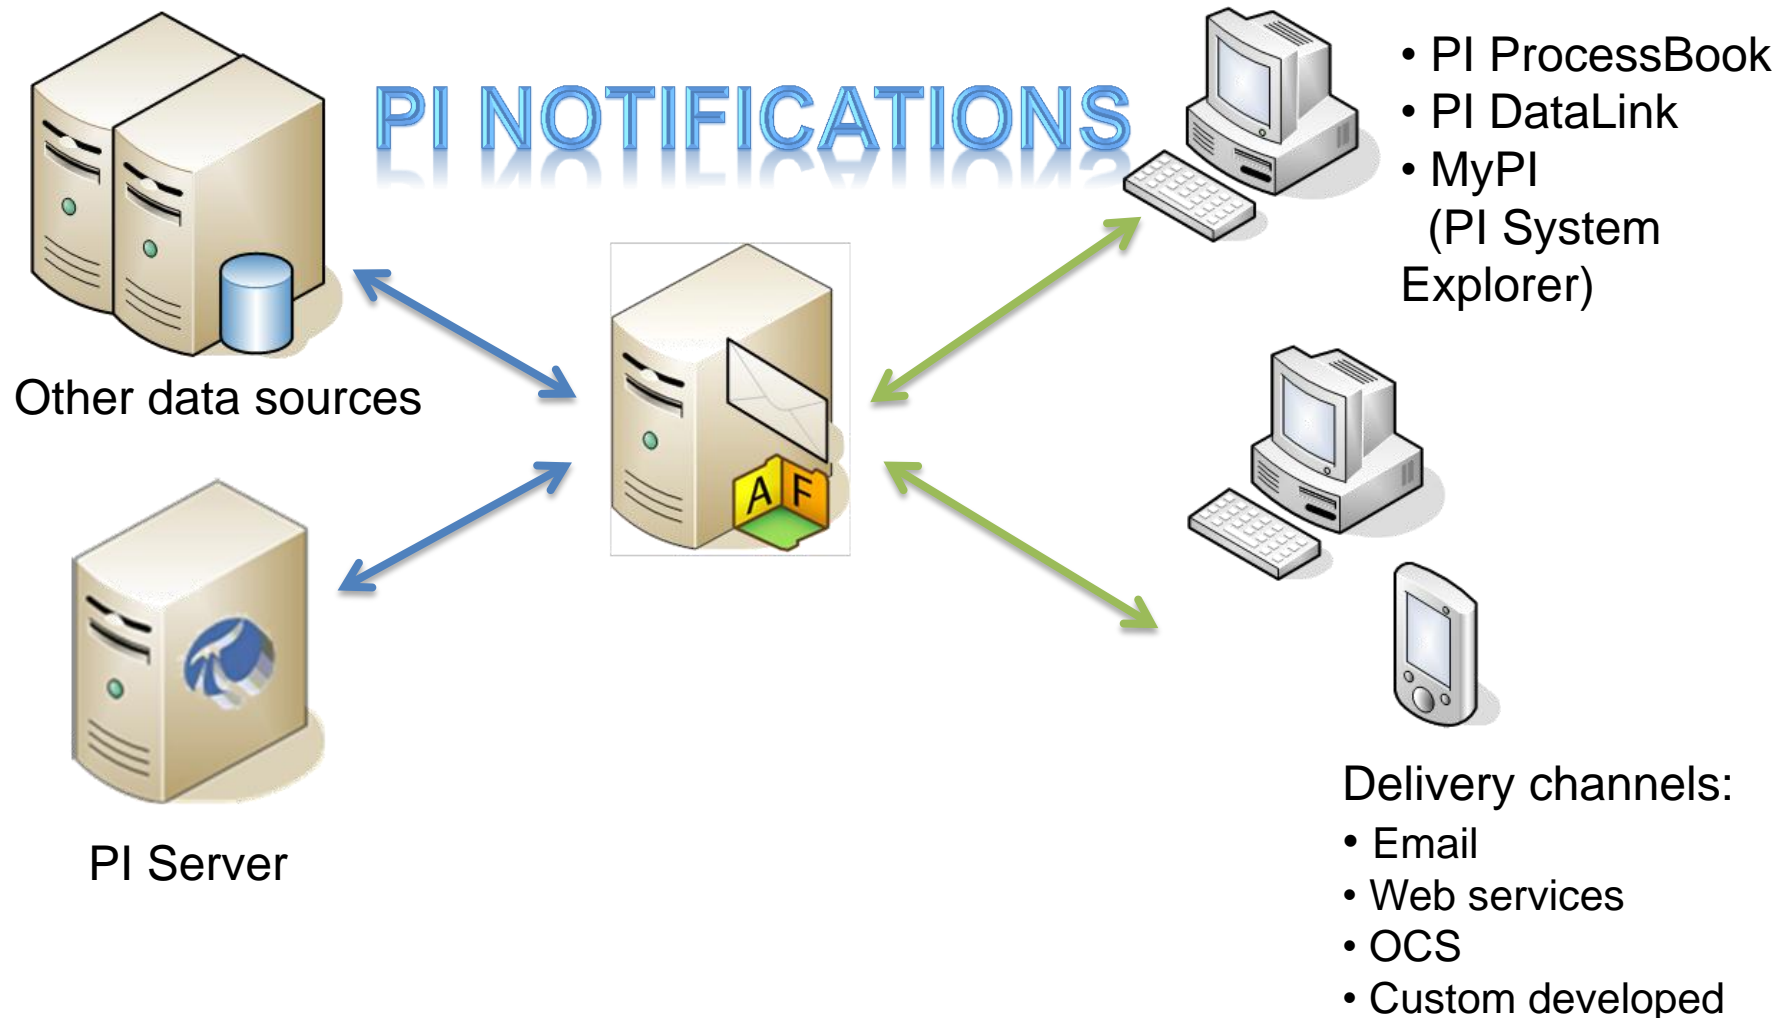 PI NOTIFICATIONS
• PI ProcessBook
• PI DataLink
• MyPI
(PI System
Explorer)
Other data sources
A F
PI Server
Delivery channels:
• Email
• Web services
• OCS
• Custom developed